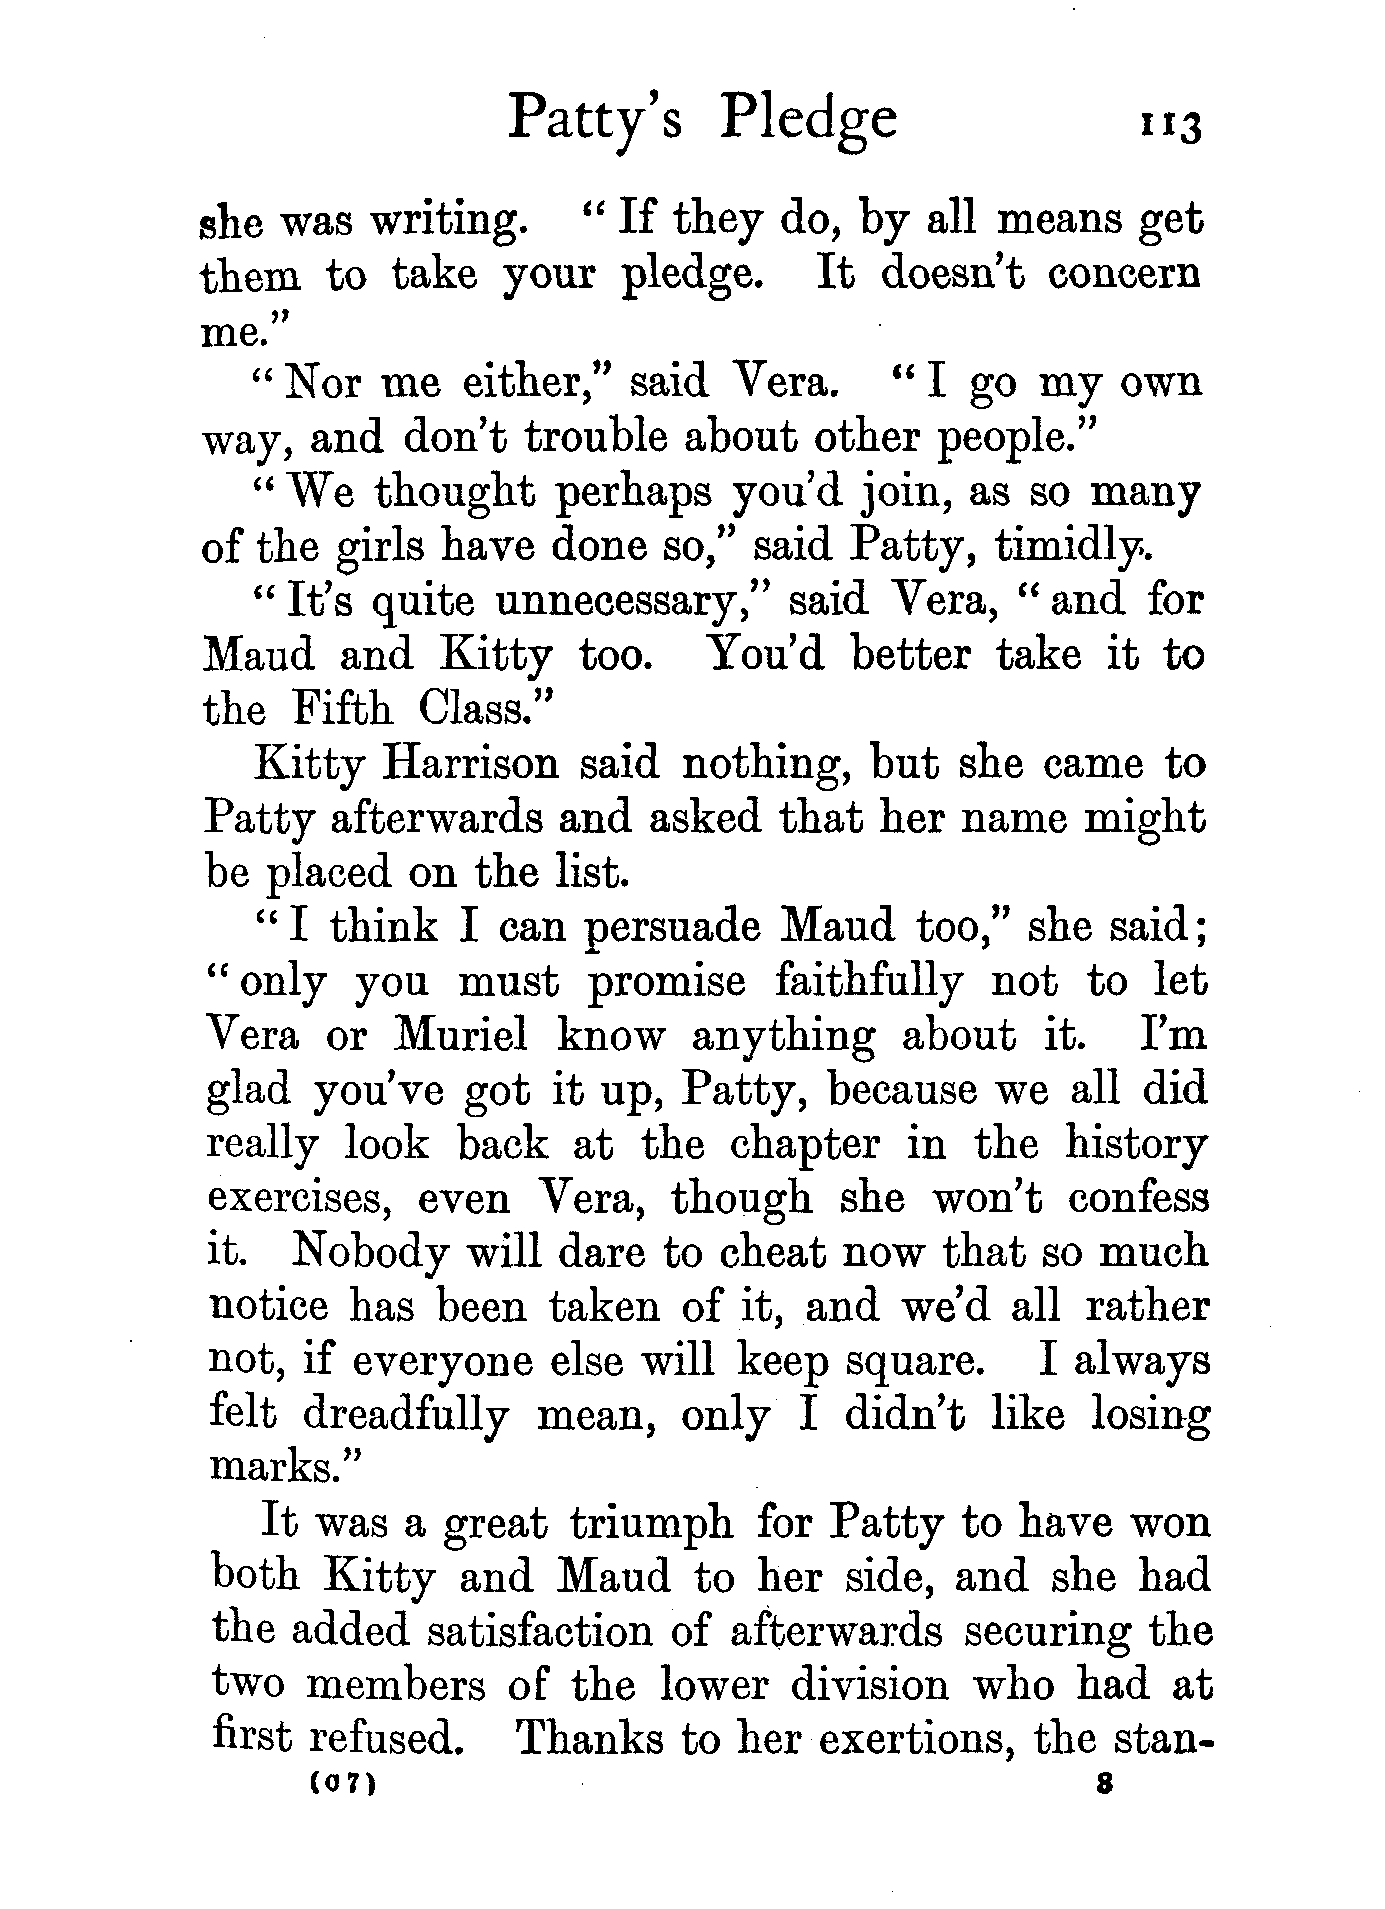 Patty's Pledge 113
she was writing. “ If they do, by all means get
them to take your pledge. It doesn't concern
me.”
“ Nor me either,” said Vera. “ I go my own
way, and don't trouble about other people.”
“ We thought perhaps you'd join, as so many
of the girls have done so,” said Patty, timidly.
“ It's quite unnecessary,” said Vera, “ and for
Maud and Kitty too. You'd better take it to
the Fifth Class.”
Kitty Harrison said nothing, but she came to
Patty afterwards and asked that her name might
be placed on the list.
“ I think I can persuade Maud too,” she said;
“ only you must promise faithfully not to let
Vera or Muriel know anything about it. I'm
glad you've got it up, Patty, because we all did
really look back at the chapter in the history
exercises, even Vera, though she won't confess
it. Nobody will dare to cheat now that so much
notice has been taken of it, and we'd all rather
not, if everyone else will keep square. I always
felt dreadfully mean, only I didn't like losing
marks.”
It was a great triumph for Patty to have won
both Kitty and Maud to her side, and she had
the added satisfaction of afterwards securing the
two members of the lower division who had at
first refused. Thanks to her exertions, the stan-
(07) 8